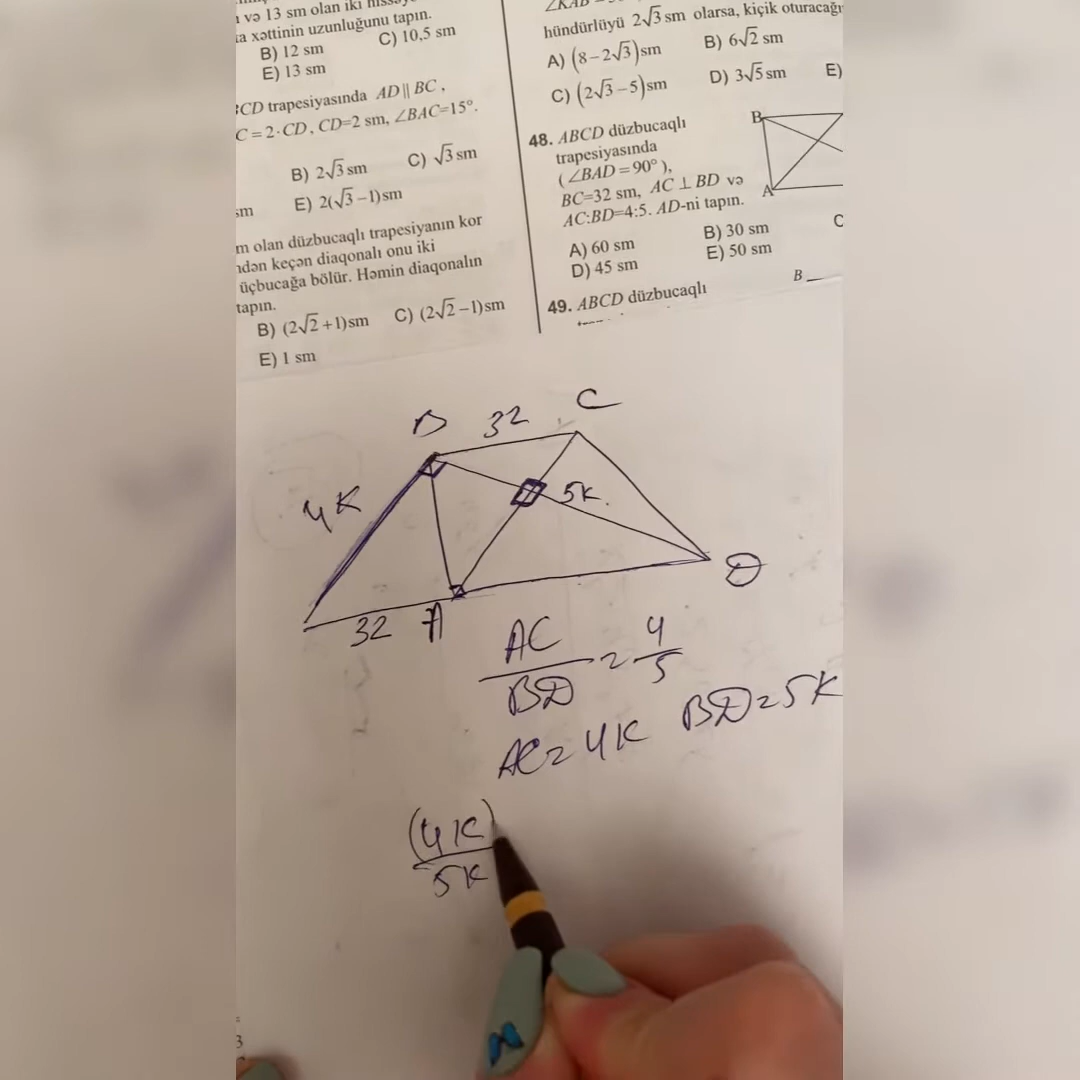 və 13 sm olan iki
xəttinin uzunluğunu tapın.
B) 12 sm C) 10,5 sm
E) 13 sm
BCD trapesiyasında AD || BC ,
C = 2·CD, CD=2 sm, ∠BAC=15°.
B) 2√3 sm C) √3 sm
sm E) 2(√3 −1)sm
m olan düzbucaqlı trapesiyanın kor
ndən keçən diaqonalı onu iki
üçbucağa bölür. Həmin diaqonalın
tapın.
B) (2√2 +1)sm C) (2√2 −1)sm
E) 1 sm
∠KAD
hündürlüyü 2√3 sm olarsa, kiçik oturacağı
A) (8−2√3)sm B) 6√2 sm
C) (2√3 −5)sm D) 3√5 sm E)
48. ABCD düzbucaqlı
trapesiyasında
(∠BAD = 90° ),
BC=32 sm, AC ⊥ BD və
AC:BD=4:5. AD-ni tapın.
A) 60 sm B) 30 sm C
D) 45 sm E) 50 sm
B
A
49. ABCD düzbucaqlı
B
B 32 C
4K 5K.
32 A D
AC/BD = 4/5
AC = 4K BD = 5K
(4K)
5K
3